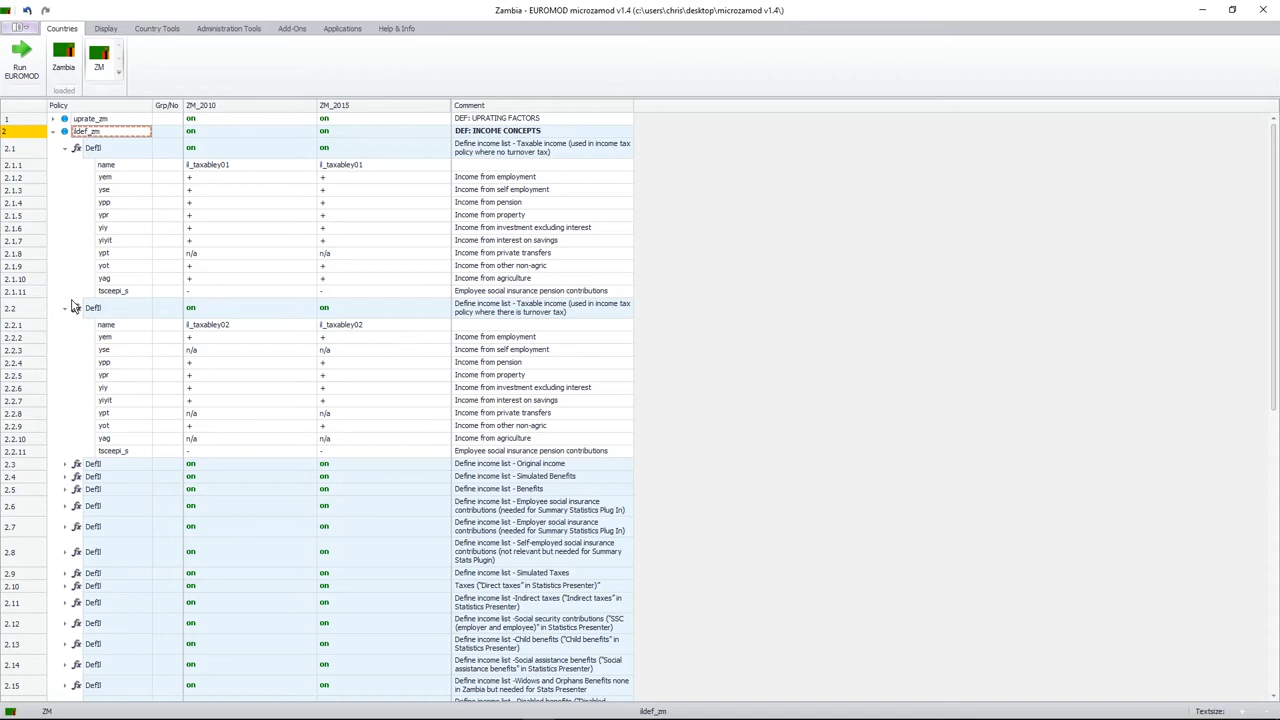 Zambia - EUROMOD microzamod v1.4 (c:\users\chris\desktop\microzamod v1.4\)
Countries Display Country Tools Administration Tools Add-Ons Applications Help & Info
Run EUROMOD
Zambia
ZM
loaded
Policy Grp/No ZM_2010 ZM_2015 Comment
1 uprate_zm on on DEF: UPRATING FACTORS
2 ildef_zm on on DEF: INCOME CONCEPTS
2.1 fx DefIl on on Define income list - Taxable income (used in income tax
policy where no turnover tax)
2.1.1 name il_taxabley01 il_taxabley01
2.1.2 yem + + Income from employment
2.1.3 yse + + Income from self employment
2.1.4 ypp + + Income from pension
2.1.5 ypr + + Income from property
2.1.6 yiy + + Income from investment excluding interest
2.1.7 yiyit + + Income from interest on savings
2.1.8 ypt n/a n/a Income from private transfers
2.1.9 yot + + Income from other non-agric
2.1.10 yag + + Income from agriculture
2.1.11 tsceepi_s - - Employee social insurance pension contributions
2.2 fx DefIl on on Define income list - Taxable income (used in income tax
policy where there is turnover tax)
2.2.1 name il_taxabley02 il_taxabley02
2.2.2 yem + + Income from employment
2.2.3 yse n/a n/a Income from self employment
2.2.4 ypp + + Income from pension
2.2.5 ypr + + Income from property
2.2.6 yiy + + Income from investment excluding interest
2.2.7 yiyit + + Income from interest on savings
2.2.8 ypt n/a n/a Income from private transfers
2.2.9 yot + + Income from other non-agric
2.2.10 yag n/a n/a Income from agriculture
2.2.11 tsceepi_s - - Employee social insurance pension contributions
2.3 fx DefIl on on Define income list - Original income
2.4 fx DefIl on on Define income list - Simulated Benefits
2.5 fx DefIl on on Define income list - Benefits
2.6 fx DefIl on on Define income list - Employee social insurance
contributions (needed for Summary Statistics Plug In)
2.7 fx DefIl on on Define income list - Employer social insurance
contributions (needed for Summary Statistics Plug In)
2.8 fx DefIl on on Define income list - Self-employed social insurance
contributions (not relevant but needed for Summary
Stats Plugin)
2.9 fx DefIl on on Define income list - Simulated Taxes
2.10 fx DefIl on on Taxes ("Direct taxes" in Statistics Presenter)"
2.11 fx DefIl on on Define income list -Indirect taxes ("Indirect taxes" in
Statistics Presenter)
2.12 fx DefIl on on Define income list -Social security contributions ("SSC
(employer and employee)" in Statistics Presenter)
2.13 fx DefIl on on Define income list -Child benefits ("Child benefits" in
Statistics Presenter)
2.14 fx DefIl on on Define income list -Social assistance benefits ("Social
assistance benefits" in Statistics Presenter)
2.15 fx DefIl on on Define income list -Widows and Orphans Benefits none
in Zambia but needed for Stats Presenter
Define income list -Disabled benefits ("Disabled
ZM ildef_zm Textsize: